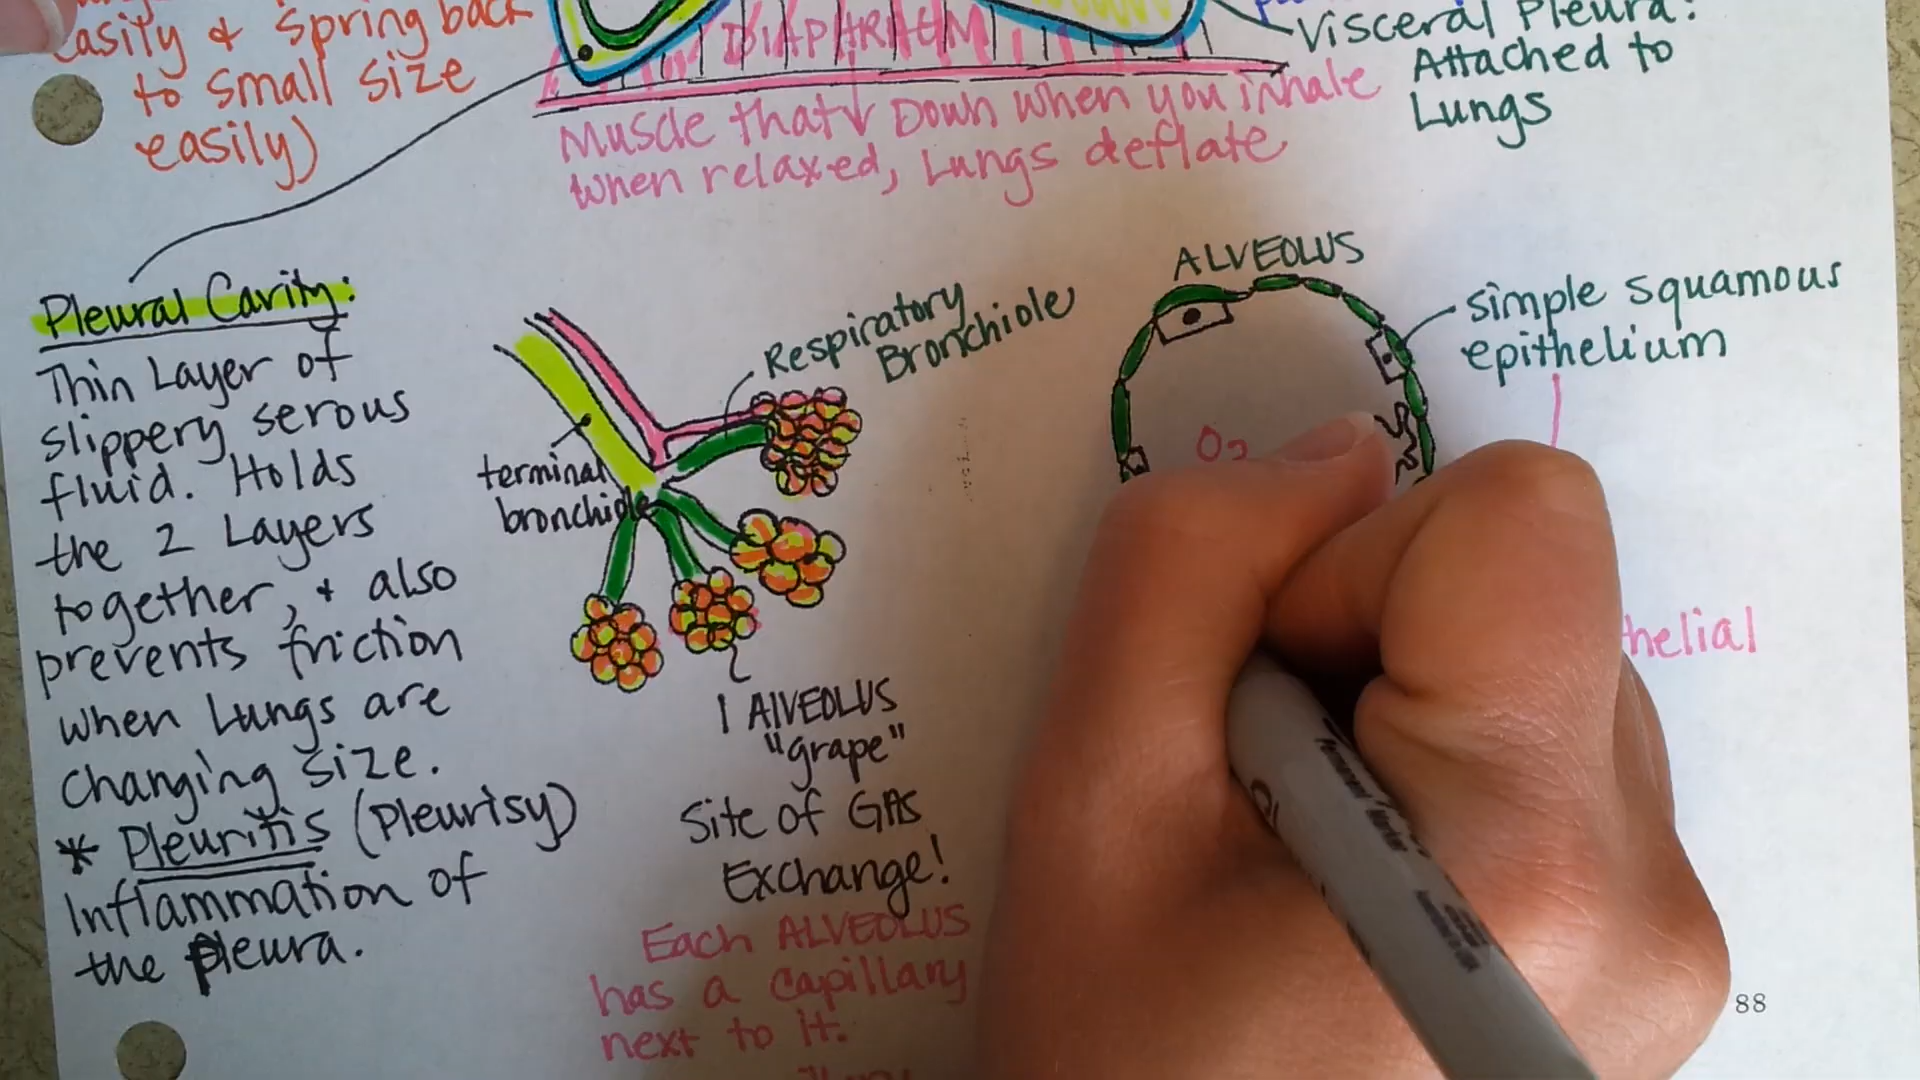 easily & spring back
to small size
easily)
DIAPHRAGM
Muscle that ↓ Down when you inhale
when relaxed, Lungs deflate
Visceral Pleura:
Attached to
Lungs
Pleural Cavity:
Thin Layer of
slippery serous
fluid. Holds
the 2 Layers
together, & also
prevents friction
when Lungs are
changing size.
* Pleuritis (Pleurisy)
Inflammation of
the pleura.
Respiratory
Bronchiole
terminal
bronchiole
1 AlVEOLUS
"grape"
Site of GAS
Exchange!
Each ALVEOLUS
has a capillary
next to it.
ALVEOLUS
simple squamous
epithelium
O2
thelial
88